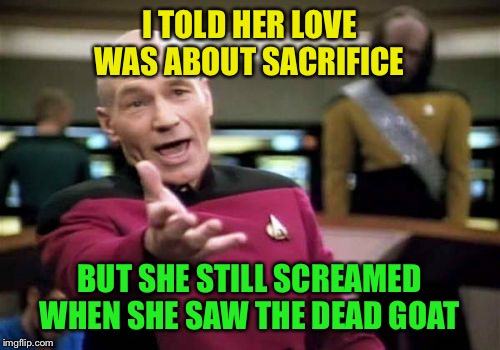 I TOLD HER LOVE
WAS ABOUT SACRIFICE
BUT SHE STILL SCREAMED
WHEN SHE SAW THE DEAD GOAT
imgflip.com